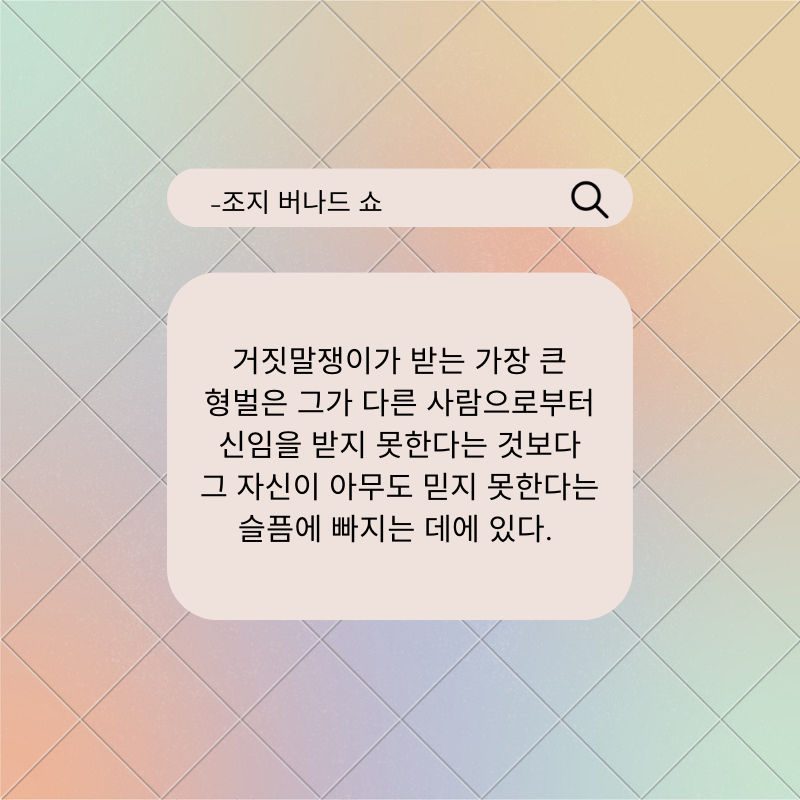 -조지 버나드 쇼
거짓말쟁이가 받는 가장 큰
형벌은 그가 다른 사람으로부터
신임을 받지 못한다는 것보다
그 자신이 아무도 믿지 못한다는
슬픔에 빠지는 데에 있다.